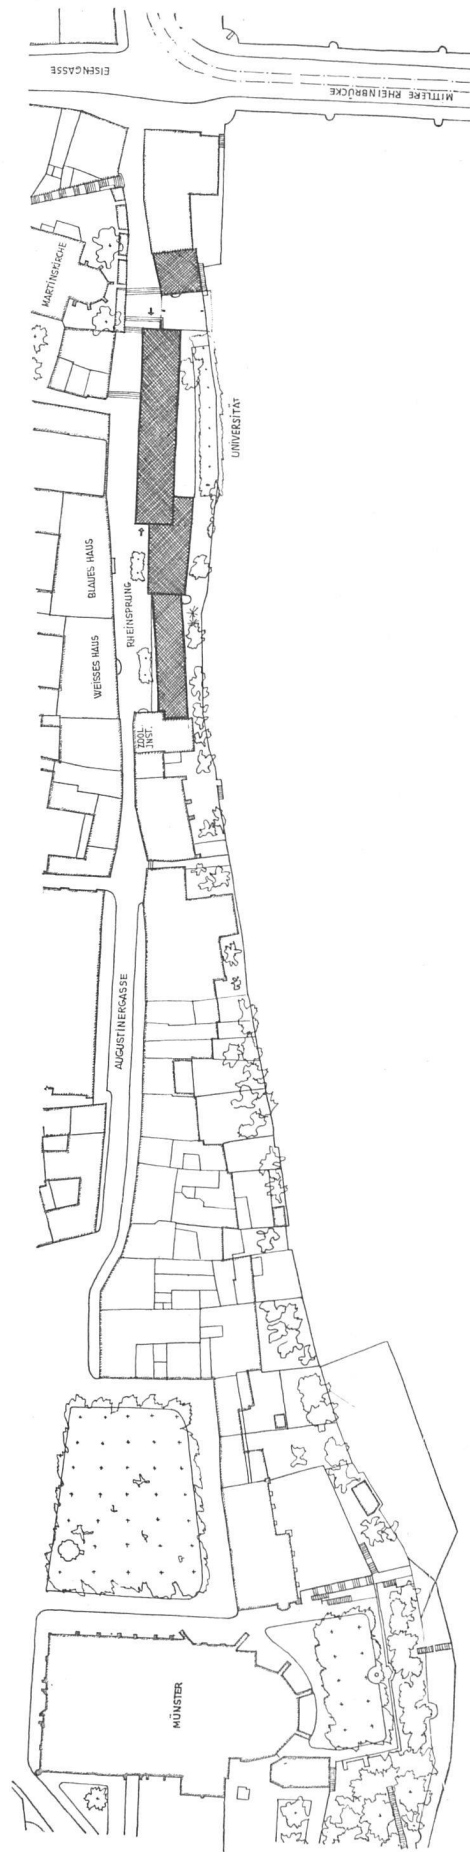 EISENGASSE
MITTLERE RHEINBRÜCKE
MARTINSKIRCHE
UNIVERSITÄT
BLAUES HAUS
RHEINSPRUNG
WEISSES HAUS
ZOOL.
INST.
AUGUSTINERGASSE
MÜNSTER